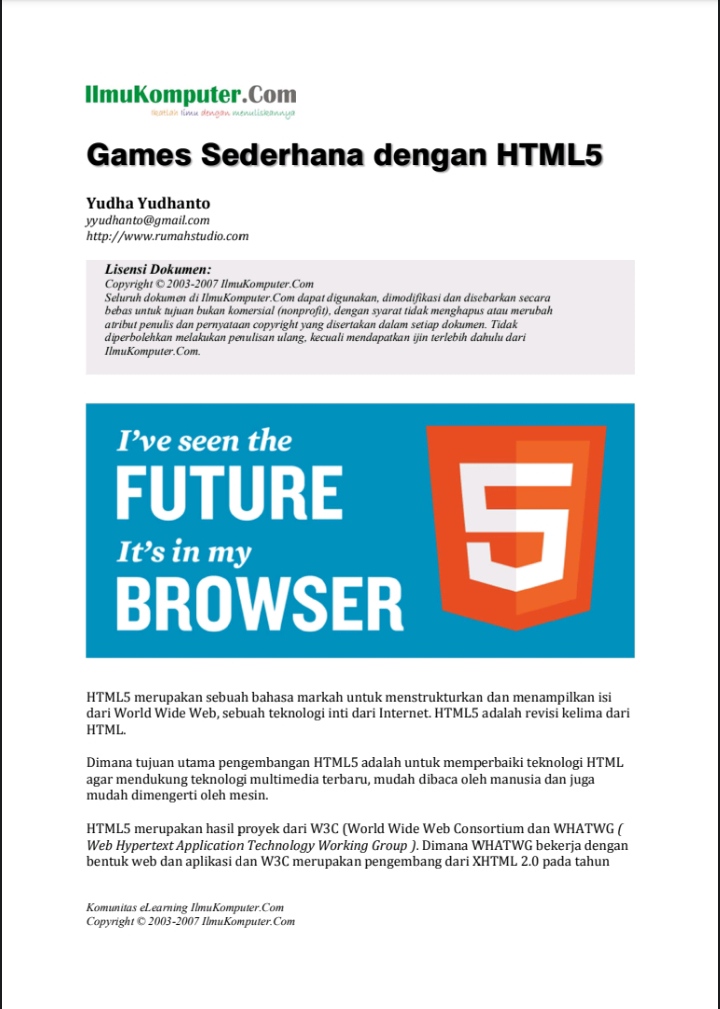 IlmuKomputer.Com
Ikatlah ilmu dengan menuliskannya
Games Sederhana dengan HTML5
Yudha Yudhanto
yyudhanto@gmail.com
http://www.rumahstudio.com
Lisensi Dokumen:
Copyright © 2003-2007 IlmuKomputer.Com
Seluruh dokumen di IlmuKomputer.Com dapat digunakan, dimodifikasi dan disebarkan secara
bebas untuk tujuan bukan komersial (nonprofit), dengan syarat tidak menghapus atau merubah
atribut penulis dan pernyataan copyright yang disertakan dalam setiap dokumen. Tidak
diperbolehkan melakukan penulisan ulang, kecuali mendapatkan ijin terlebih dahulu dari
IlmuKomputer.Com.
I've seen the
FUTURE
It's in my
BROWSER
5
HTML5 merupakan sebuah bahasa markah untuk menstrukturkan dan menampilkan isi
dari World Wide Web, sebuah teknologi inti dari Internet. HTML5 adalah revisi kelima dari
HTML.
Dimana tujuan utama pengembangan HTML5 adalah untuk memperbaiki teknologi HTML
agar mendukung teknologi multimedia terbaru, mudah dibaca oleh manusia dan juga
mudah dimengerti oleh mesin.
HTML5 merupakan hasil proyek dari W3C (World Wide Web Consortium dan WHATWG (
Web Hypertext Application Technology Working Group ). Dimana WHATWG bekerja dengan
bentuk web dan aplikasi dan W3C merupakan pengembang dari XHTML 2.0 pada tahun
Komunitas eLearning IlmuKomputer.Com
Copyright © 2003-2007 IlmuKomputer.Com